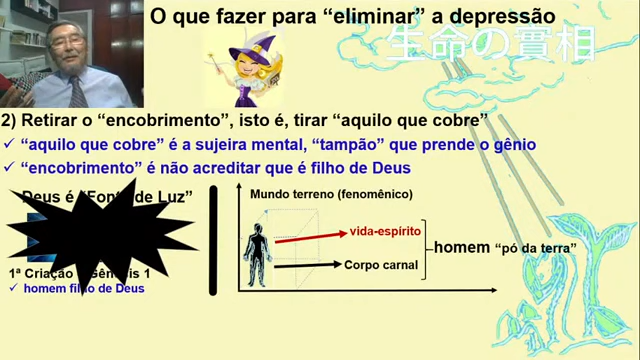 O que fazer para “eliminar” a depressão
生命の實相
2) Retirar o “encobrimento”, isto é, tirar “aquilo que cobre”
✓ “aquilo que cobre” é a sujeira mental, “tampão” que prende o gênio
✓ “encobrimento” é não acreditar que é filho de Deus
Deus é “Fonte de Luz”
Mundo terreno (fenomênico)
vida-espírito
homem “pó da terra”
Corpo carnal
1ª Criação Gênesis 1
✓ homem filho de Deus